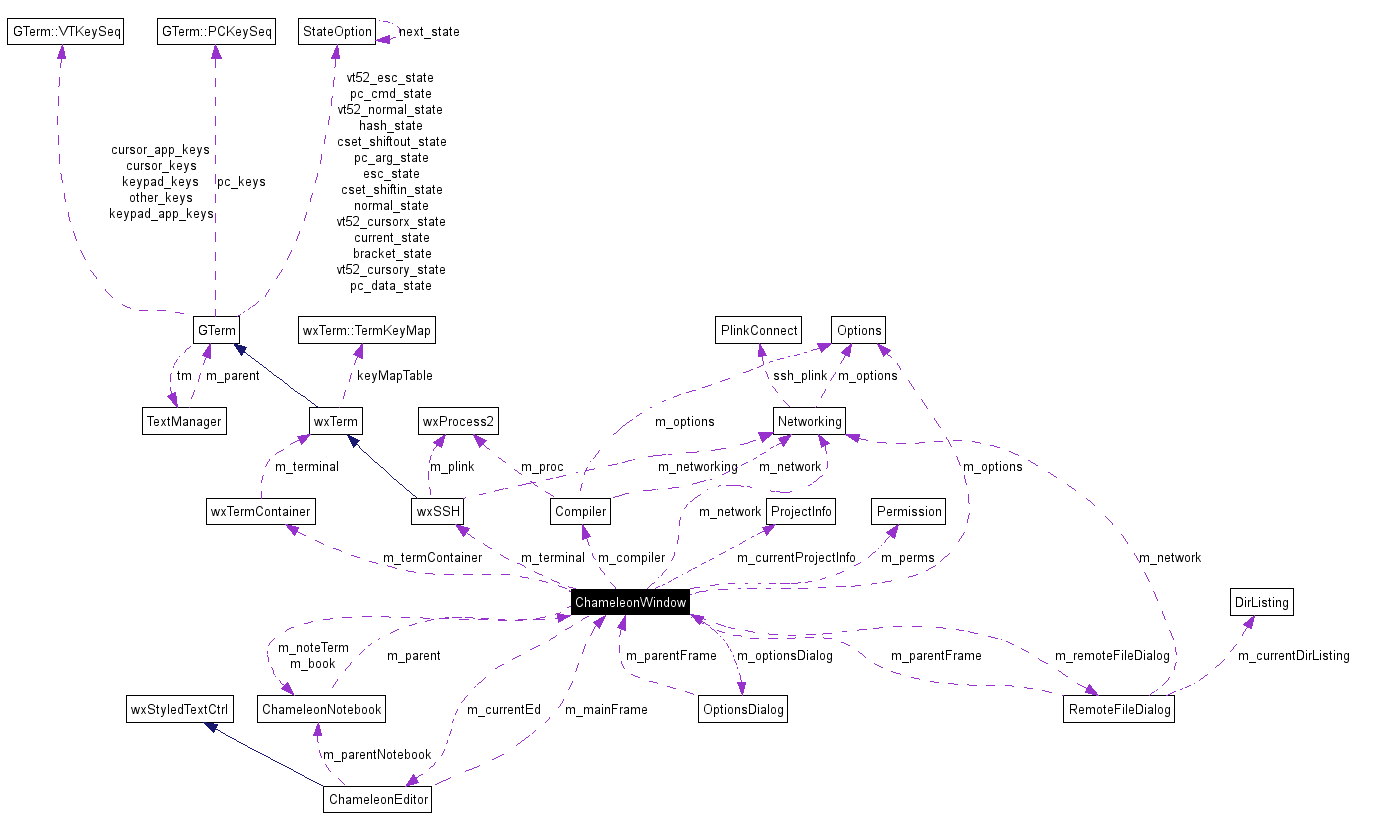 GTerm::VTKeySeq
GTerm::PCKeySeq
StateOption
next_state
vt52_esc_state
pc_cmd_state
vt52_normal_state
hash_state
cset_shiftout_state
pc_arg_state
esc_state
cset_shiftin_state
normal_state
vt52_cursorx_state
current_state
bracket_state
vt52_cursory_state
pc_data_state
cursor_app_keys
cursor_keys
keypad_keys
other_keys
keypad_app_keys
pc_keys
GTerm
wxTerm::TermKeyMap
PlinkConnect
Options
tm
m_parent
keyMapTable
ssh_plink
m_options
TextManager
wxTerm
wxProcess2
Networking
m_options
m_terminal
m_plink
m_proc
m_networking
m_network
m_options
wxTermContainer
wxSSH
Compiler
m_network
ProjectInfo
Permission
m_termContainer
m_terminal
m_compiler
m_currentProjectInfo
m_perms
m_network
ChameleonWindow
DirListing
m_noteTerm
m_book
m_parent
m_parentFrame
m_optionsDialog
m_parentFrame
m_remoteFileDialog
m_currentDirListing
wxStyledTextCtrl
ChameleonNotebook
m_currentEd
m_mainFrame
OptionsDialog
RemoteFileDialog
m_parentNotebook
ChameleonEditor